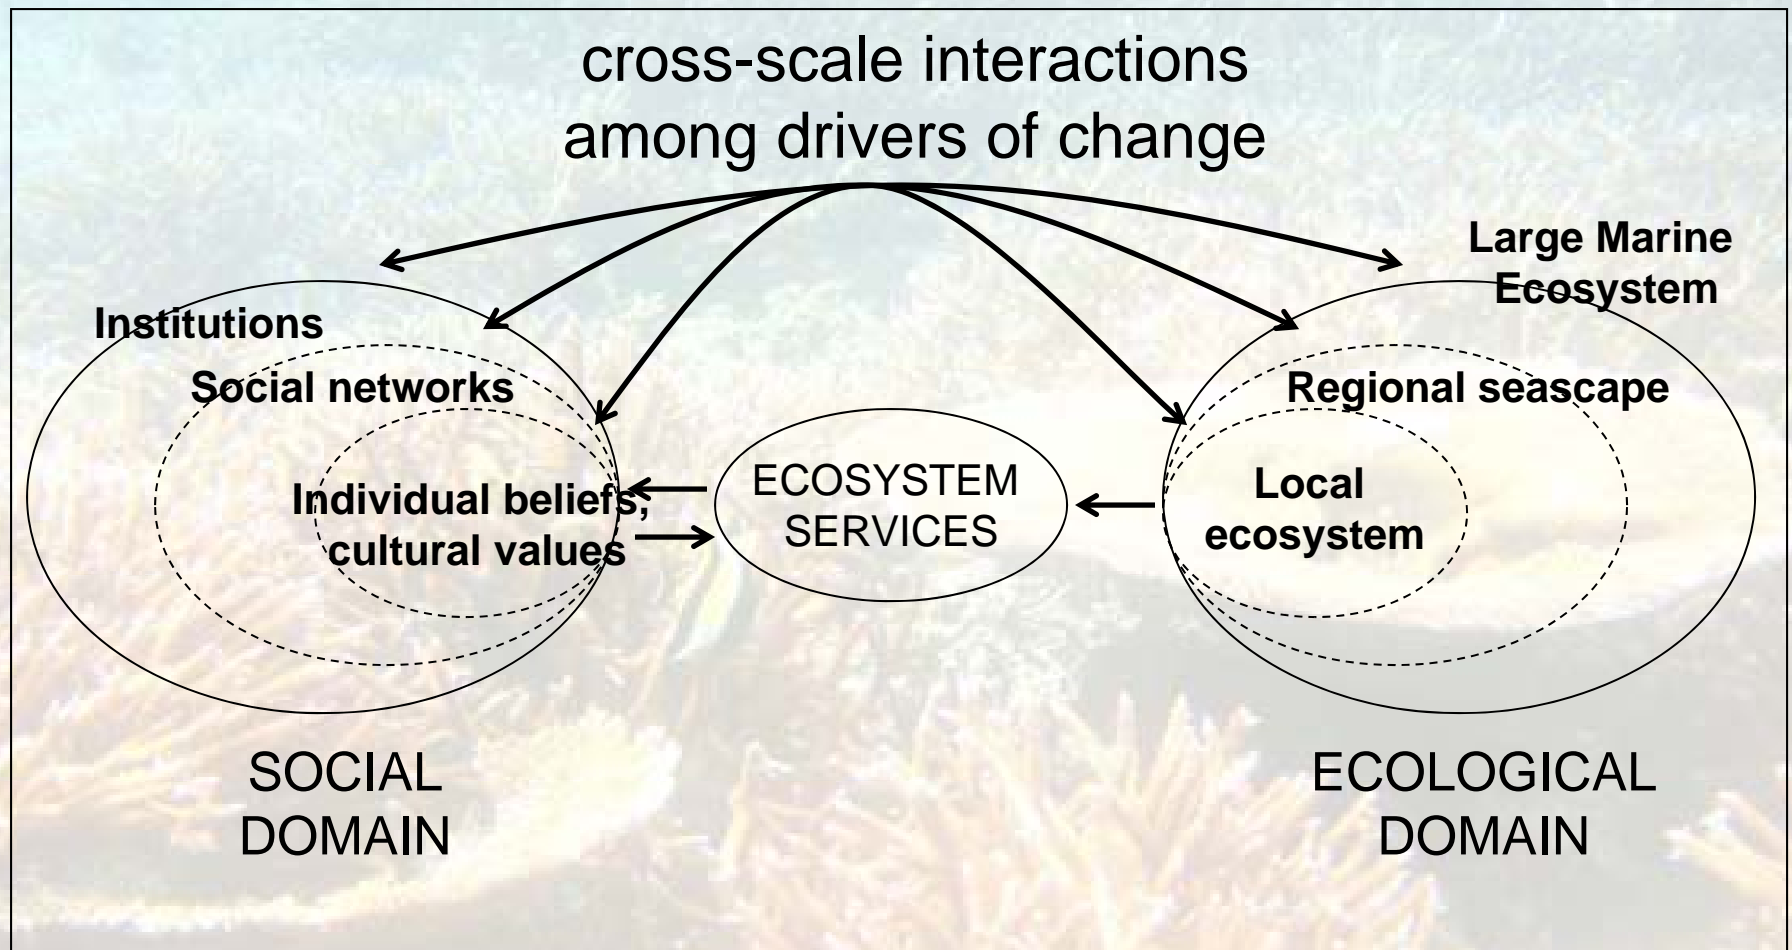 cross-scale interactions
among drivers of change
Large Marine
Ecosystem
Institutions
Social networks
Regional seascape
Individual beliefs,
cultural values
ECOSYSTEM
SERVICES
Local
ecosystem
SOCIAL
DOMAIN
ECOLOGICAL
DOMAIN